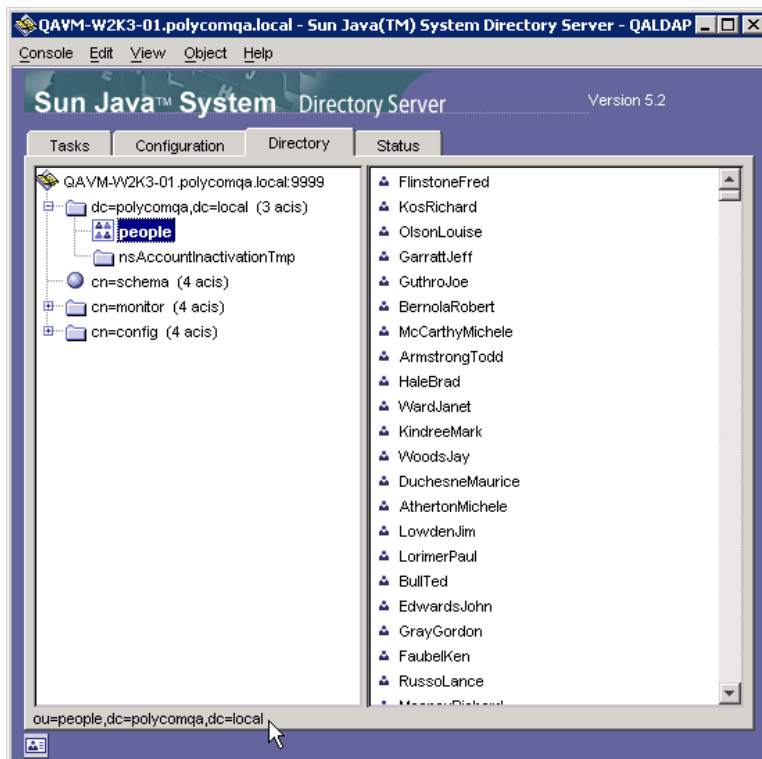 QAVM-W2K3-01.polycomqa.local - Sun Java(TM) System Directory Server - QALDAP
Console Edit View Object Help
Sun Java™ System Directory Server Version 5.2
Tasks Configuration Directory Status
QAVM-W2K3-01.polycomqa.local:9999
dc=polycomqa,dc=local (3 acis)
people
nsAccountInactivationTmp
cn=schema (4 acis)
cn=monitor (4 acis)
cn=config (4 acis)
FlinstoneFred
KosRichard
OlsonLouise
GarrattJeff
GuthroJoe
BernolaRobert
McCarthyMichele
ArmstrongTodd
HaleBrad
WardJanet
KindreeMark
WoodsJay
DuchesneMaurice
AthertonMichele
LowdenJim
LorimerPaul
BullTed
EdwardsJohn
GrayGordon
FaubelKen
RussoLance
ou=people,dc=polycomqa,dc=local